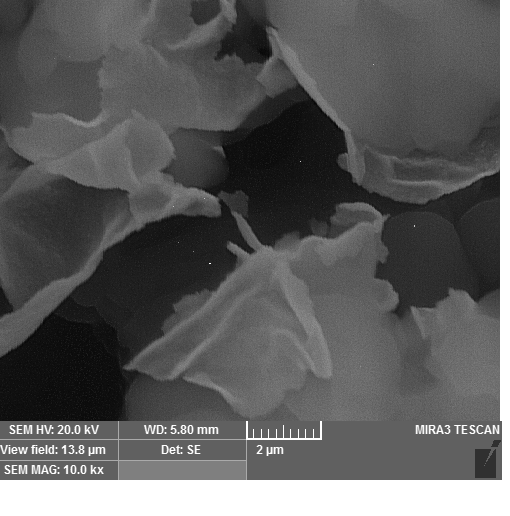 SEM HV: 20.0 kV WD: 5.80 mm MIRA3 TESCAN
View field: 13.8 µm Det: SE 2 µm
SEM MAG: 10.0 kx